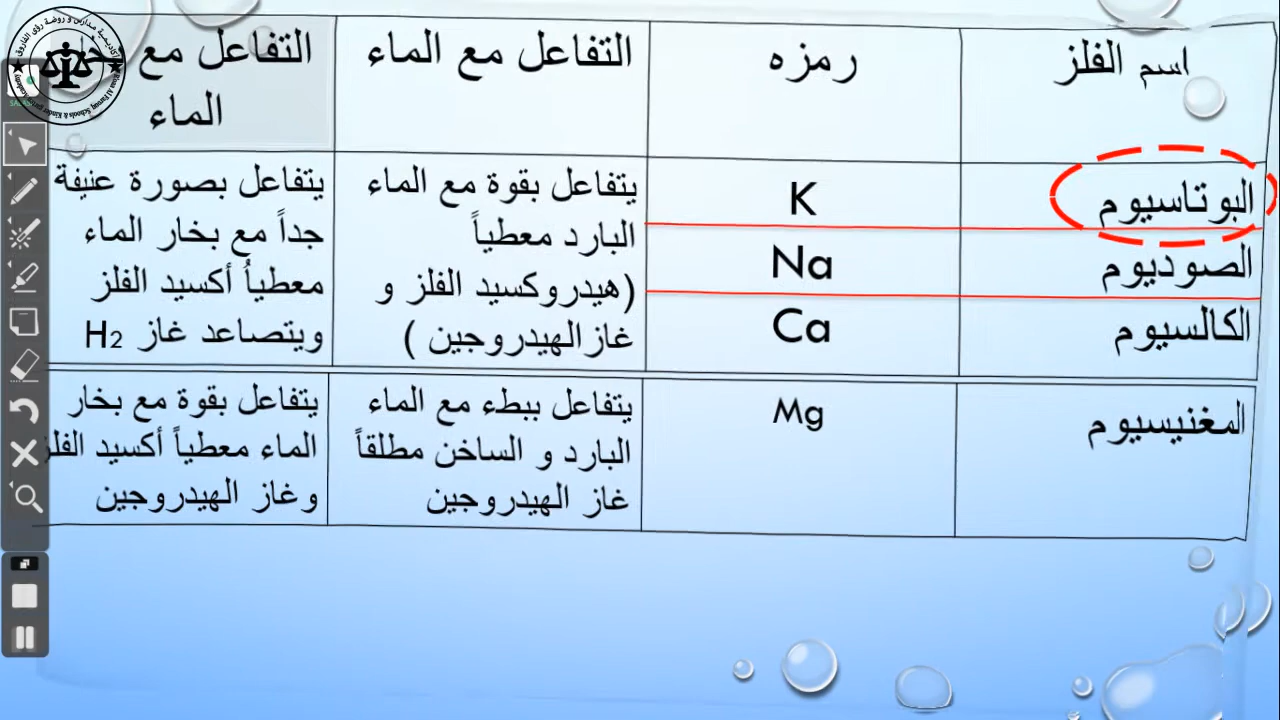 اسم الفلز
رمزه
التفاعل مع الماء
التفاعل مع
الماء
البوتاسيوم
K
الصوديوم
Na
الكالسيوم
Ca
يتفاعل بقوة مع الماء
البارد معطياً
(هيدروكسيد الفلز و
غاز الهيدروجين )
يتفاعل بصورة عنيفة
جداً مع بخار الماء
معطياُ أكسيد الفلز
ويتصاعد غاز H2
المغنيسيوم
Mg
يتفاعل ببطء مع الماء
البارد و الساخن مطلقاً
غاز الهيدروجين
يتفاعل بقوة مع بخار
الماء معطياً أكسيد الفلز
وغاز الهيدروجين